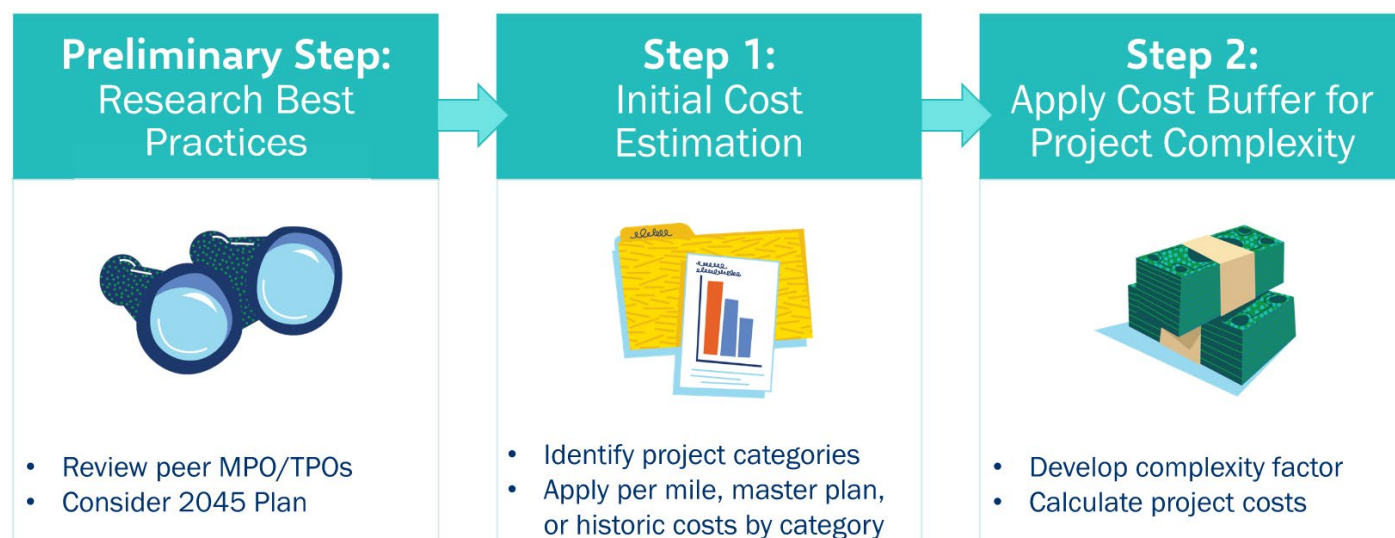 Preliminary Step:
Research Best
Practices
Step 1:
Initial Cost
Estimation
Step 2:
Apply Cost Buffer for
Project Complexity
• Review peer MPO/TPOs
• Consider 2045 Plan
• Identify project categories
• Apply per mile, master plan,
or historic costs by category
• Develop complexity factor
• Calculate project costs